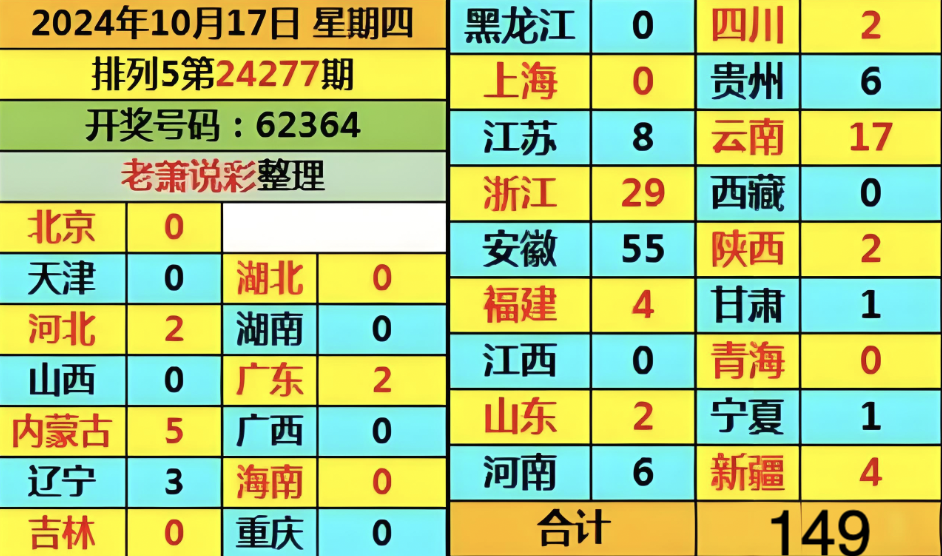 2024年10月17日 星期四
排列5第24277期
开奖号码：62364
老萧说彩整理
北京 0
天津 0 湖北 0
河北 2 湖南 0
山西 0 广东 2
内蒙古 5 广西 0
辽宁 3 海南 0
吉林 0 重庆 0
黑龙江 0 四川 2
上海 0 贵州 6
江苏 8 云南 17
浙江 29 西藏 0
安徽 55 陕西 2
福建 4 甘肃 1
江西 0 青海 0
山东 2 宁夏 1
河南 6 新疆 4
合计 149